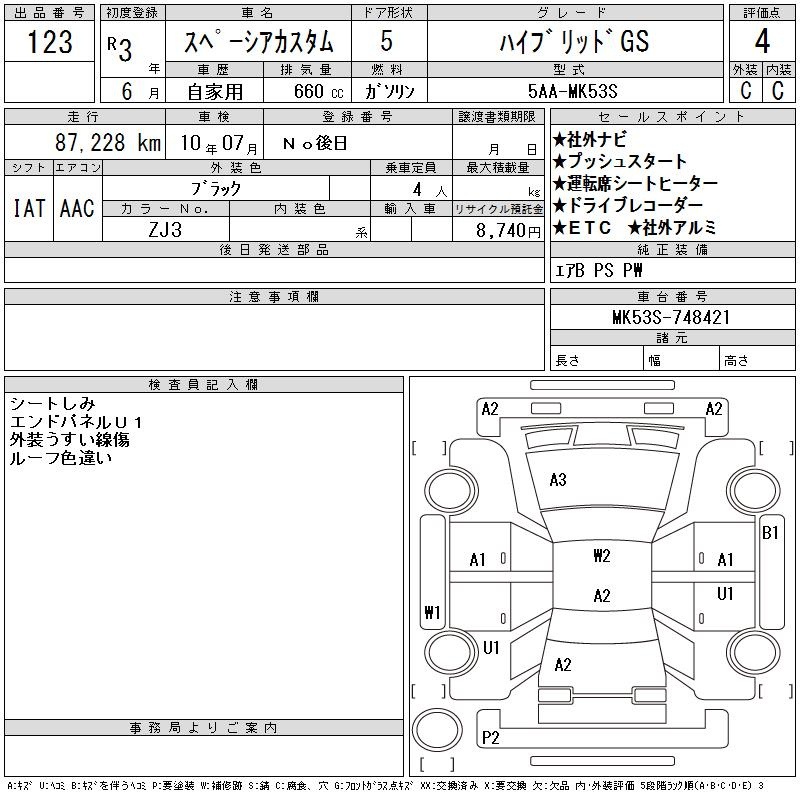 出品番号 初度登録 車名 ドア形状 グレード 評価点
123 R 3年 スペーシアカスタム 5 ハイブリッドGS 4
車歴 排気量 燃料 型式 外装 内装
6月 自家用 660 CC ガソリン 5AA-MK53S C C
走行 車検 登録番号 譲渡書類期限 セールスポイント
87,228 km 10年07月 No後日 月 日
★社外ナビ
★プッシュスタート
★運転席シートヒーター
★ドライブレコーダー
★ETC ★社外アルミ
シフト エアコン 外装色 乗車定員 最大積載量
IAT AAC ブラック 4人 kg
カラーNo. 内装色 輸入車 リサイクル預託金
ZJ3 系 8,740円
後日発送部品 純正装備
エアB PS PW
注意事項欄 車台番号
MK53S-748421
諸元
長さ 幅 高さ
検査員記入欄
シートしみ
エンドパネルU1
外装うすい線傷
ルーフ色違い
A2 A2
A3
B1
A1 W2 A1
A2 U1
W1
U1
A2
P2
事務局よりご案内
A:キズ U:ヘコミ B:キズを伴うヘコミ P:要塗装 W:補修跡 S:錆 C:腐食、穴 G:フロントガラス点キズ XX:交換済み X:要交換 欠:欠品 内・外装評価 5段階ランク順(A・B・C・D・E) 3